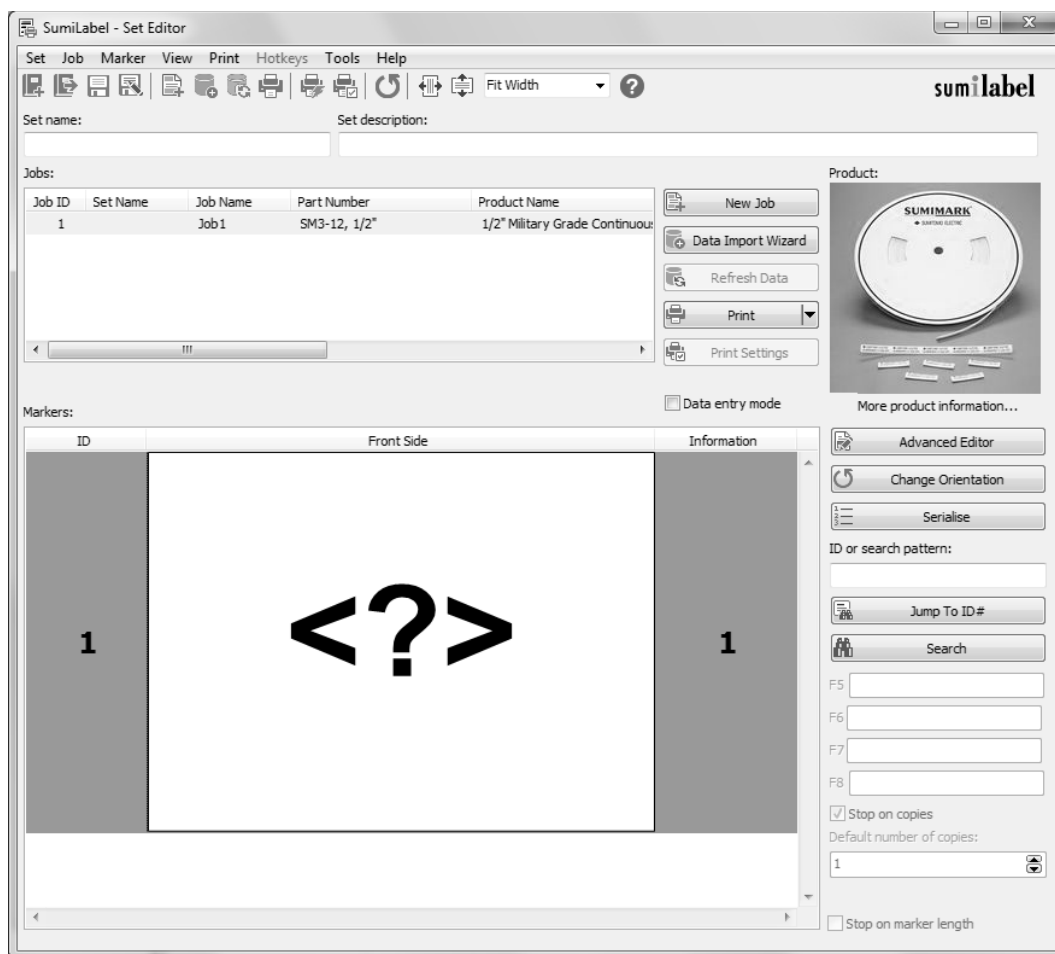 SumiLabel - Set Editor
Set Job Marker View Print Hotkeys Tools Help
Fit Width
sumilabel
Set name:
Set description:
Jobs:
Product:
Job ID Set Name Job Name Part Number Product Name
1 Job1 SM3-12, 1/2" 1/2" Military Grade Continuous
New Job
Data Import Wizard
Refresh Data
Print
Print Settings
SUMIMARK
SUMITOMO ELECTRIC
More product information...
Data entry mode
Markers:
ID Front Side Information
1 <?> 1
Advanced Editor
Change Orientation
Serialise
ID or search pattern:
Jump To ID#
Search
F5
F6
F7
F8
Stop on copies
Default number of copies:
1
Stop on marker length